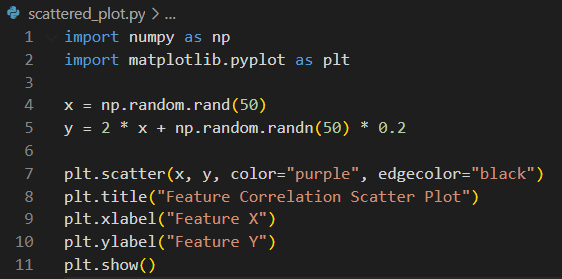 scattered_plot.py > ...
1 import numpy as np
2 import matplotlib.pyplot as plt
3
4 x = np.random.rand(50)
5 y = 2 * x + np.random.randn(50) * 0.2
6
7 plt.scatter(x, y, color="purple", edgecolor="black")
8 plt.title("Feature Correlation Scatter Plot")
9 plt.xlabel("Feature X")
10 plt.ylabel("Feature Y")
11 plt.show()